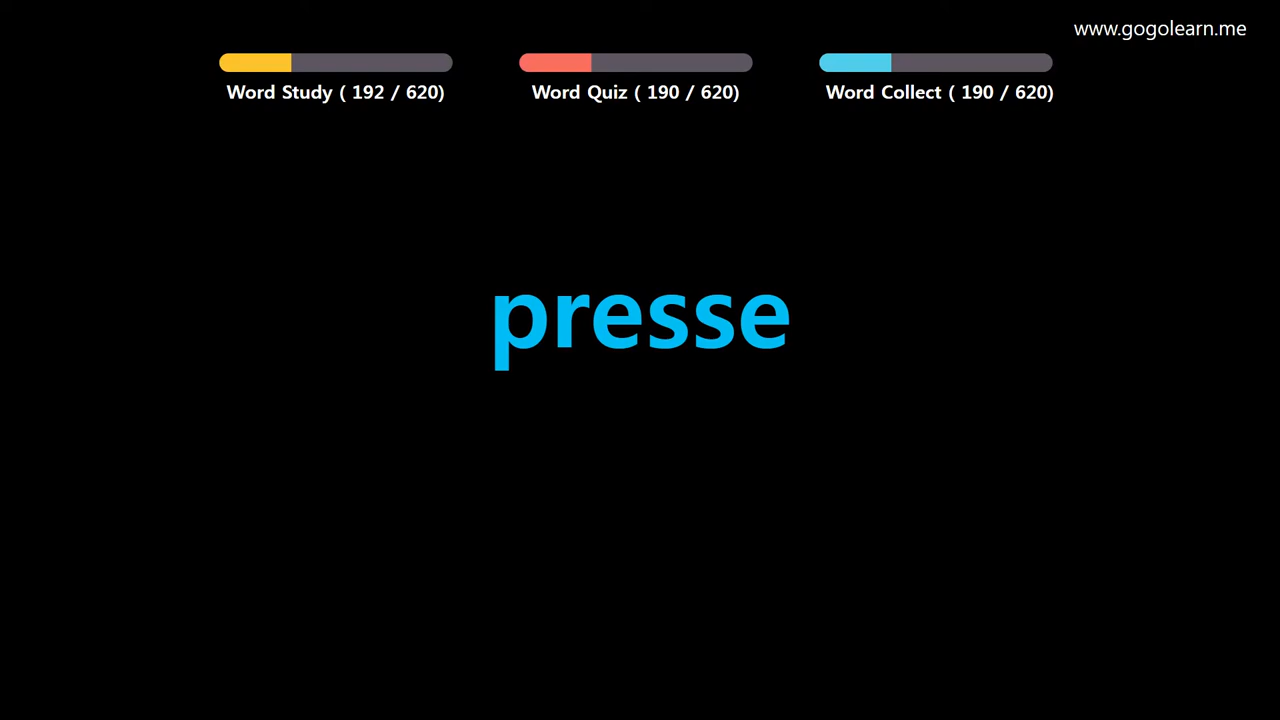 www.gogolearn.me
Word Study ( 192 / 620)
Word Quiz ( 190 / 620)
Word Collect ( 190 / 620)
presse